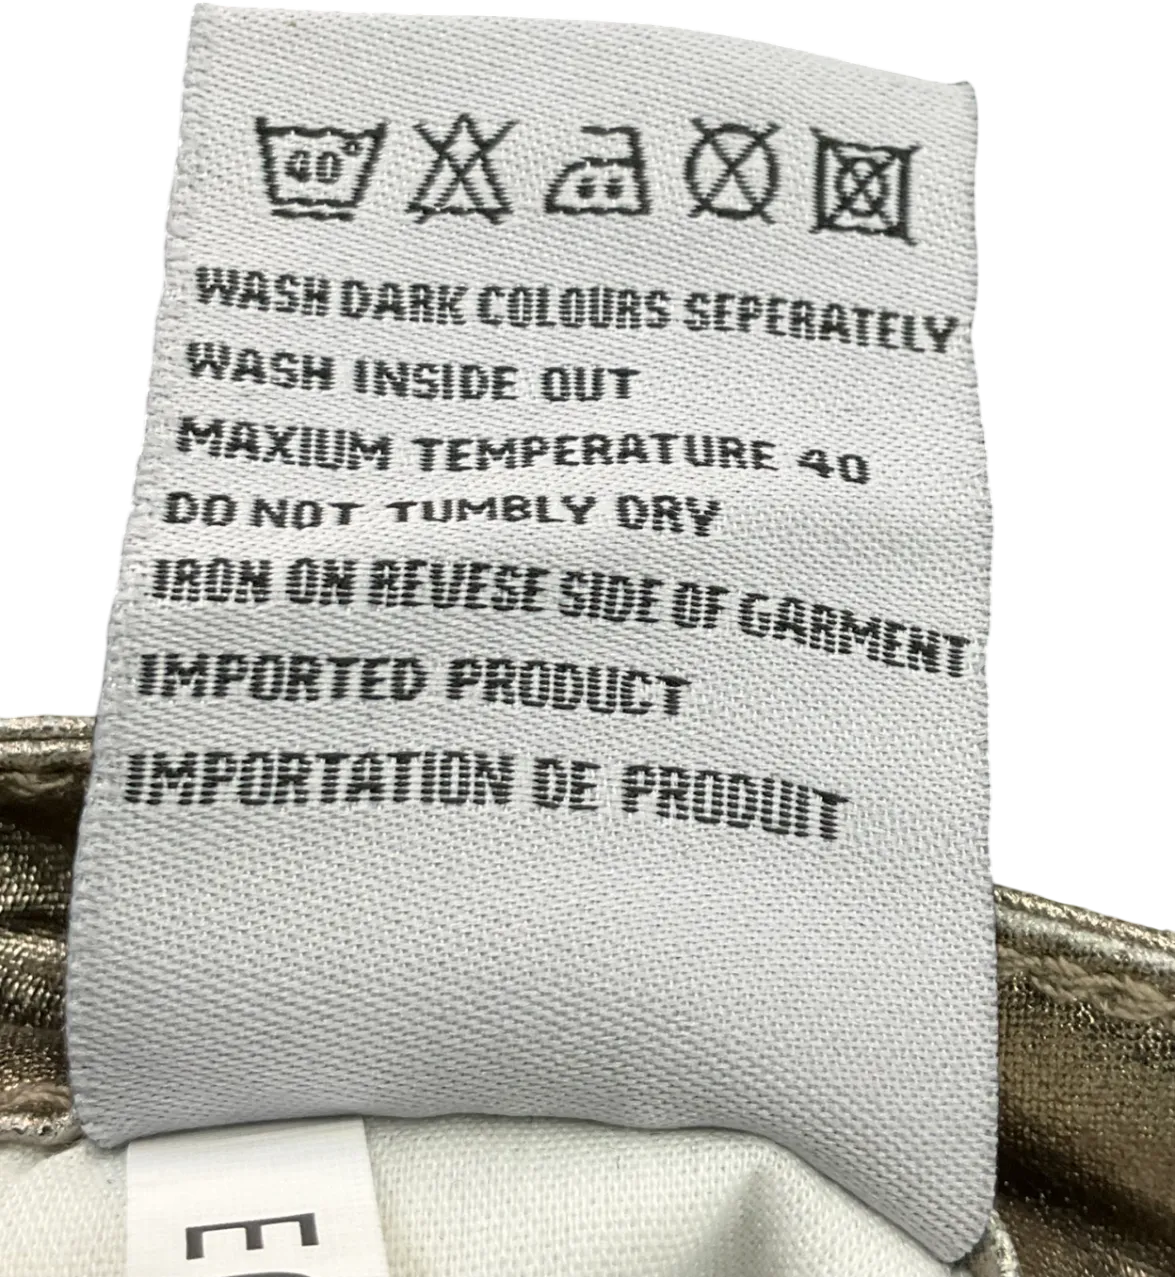 40°
WASH DARK COLOURS SEPERATELY
WASH INSIDE OUT
MAXIUM TEMPERATURE 40
DO NOT TUMBLY DRY
IRON ON REVESE SIDE OF GARMENT
IMPORTED PRODUCT
IMPORTATION DE PRODUIT
E